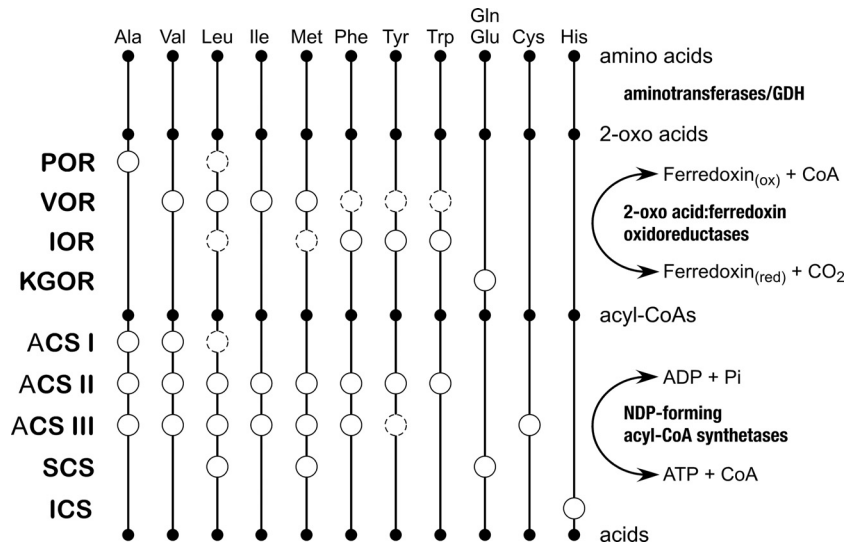 Gln
Ala Val Leu Ile Met Phe Tyr Trp Glu Cys His
amino acids
aminotransferases/GDH
2-oxo acids
POR
Ferredoxin(ox) + CoA
VOR
2-oxo acid:ferredoxin
oxidoreductases
IOR
KGOR
Ferredoxin(red) + CO2
acyl-CoAs
ACS I
ACS II
ADP + Pi
ACS III
NDP-forming
acyl-CoA synthetases
SCS
ATP + CoA
ICS
acids